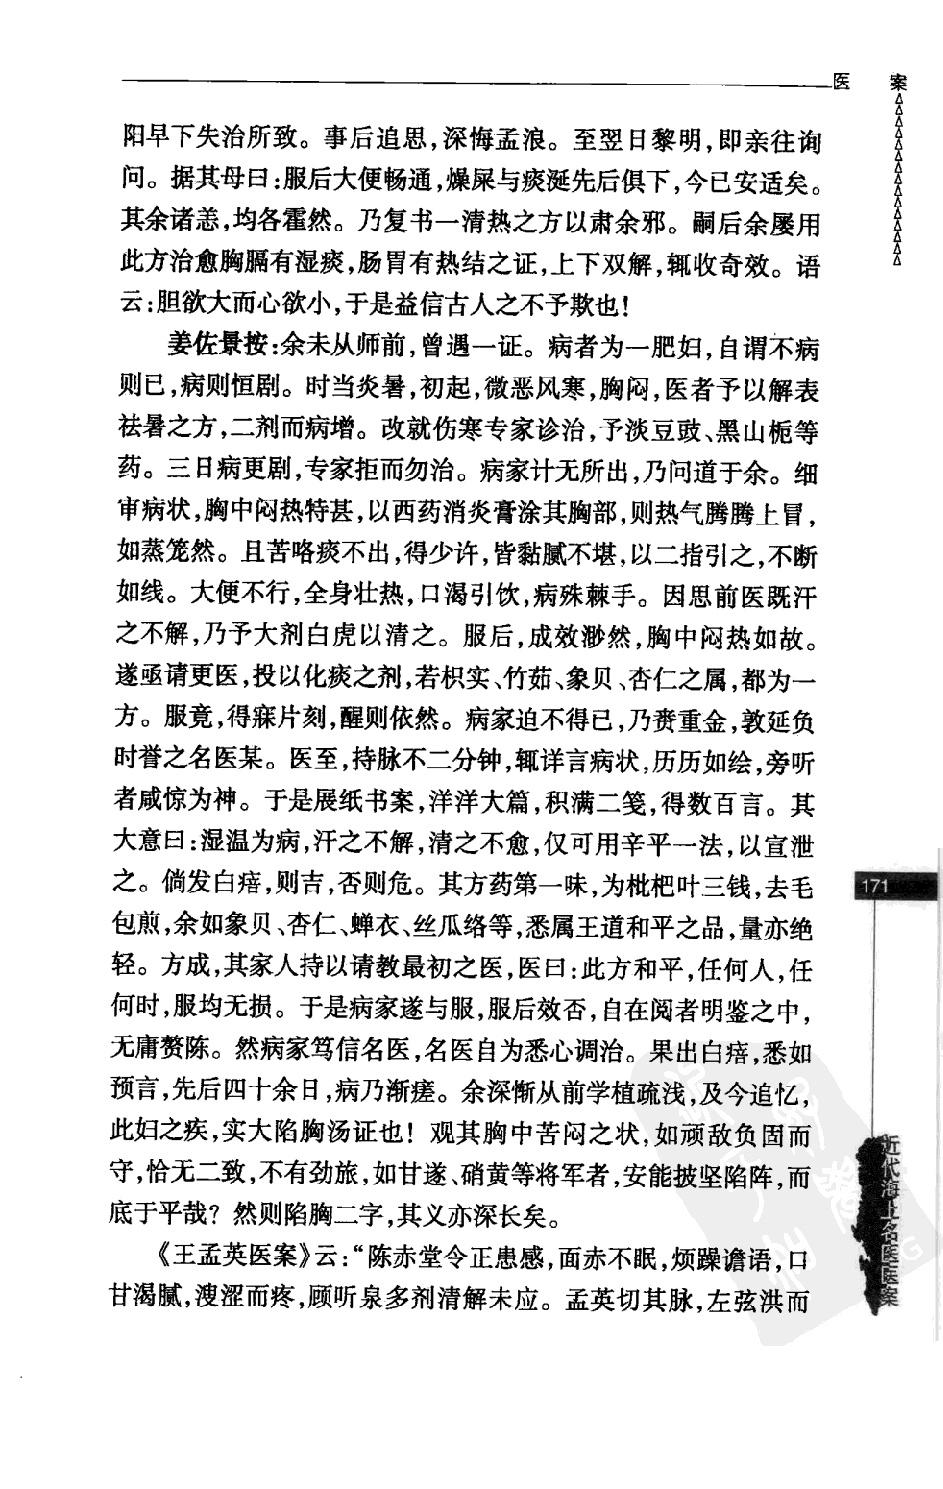 医 案
阳早下失治所致。事后追思,深悔孟浪。至翌日黎明,即亲往询
问。据其母曰:服后大便畅通,燥屎与痰涎先后俱下,今已安适矣。
其余诸恙,均各霍然。乃复书一清热之方以肃余邪。嗣后余屡用
此方治愈胸膈有湿痰,肠胃有热结之证,上下双解,辄收奇效。语
云:胆欲大而心欲小,于是益信古人之不予欺也!
姜佐景按:余未从师前,曾遇一证。病者为一肥妇,自谓不病
则已,病则恒剧。时当炎暑,初起,微恶风寒,胸闷,医者予以解表
祛暑之方,二剂而病增。改就伤寒专家诊治,予淡豆豉、黑山栀等
药。三日病更剧,专家拒而勿治。病家计无所出,乃问道于余。细
审病状,胸中闷热特甚,以西药消炎膏涂其胸部,则热气腾腾上冒,
如蒸笼然。且苦咯痰不出,得少许,皆黏腻不堪,以二指引之,不断
如线。大便不行,全身壮热,口渴引饮,病殊棘手。因思前医既汗
之不解,乃予大剂白虎以清之。服后,成效渺然,胸中闷热如故。
遂亟请更医,投以化痰之剂,若枳实、竹茹、象贝、杏仁之属,都为一
方。服竟,得寐片刻,醒则依然。病家迫不得已,乃赍重金,敦延负
时誉之名医某。医至,持脉不二分钟,辄详言病状,历历如绘,旁听
者咸惊为神。于是展纸书案,洋洋大篇,积满二笺,得数百言。其
大意曰:湿温为病,汗之不解,清之不愈,仅可用辛平一法,以宣泄
之。倘发白㾦,则吉,否则危。其方药第一味,为枇杷叶三钱,去毛
包煎,余如象贝、杏仁、蝉衣、丝瓜络等,悉属王道和平之品,量亦绝
轻。方成,其家人持以请教最初之医,医曰:此方和平,任何人,任
何时,服均无损。于是病家遂与服,服后效否,自在阅者明鉴之中,
无庸赘陈。然病家笃信名医,名医自为悉心调治。果出白㾦,悉如
预言,先后四十余日,病乃渐瘥。余深惭从前学植疏浅,及今追忆,
此妇之疾,实大陷胸汤证也!观其胸中苦闷之状,如顽敌负固而
守,恰无二致,不有劲旅,如甘遂、硝黄等将军者,安能披坚陷阵,而
底于平哉?然则陷胸二字,其义亦深长矣。
《王孟英医案》云:“陈赤堂令正患感,面赤不眠,烦躁谵语,口
甘渴腻,溲涩而疼,顾听泉多剂清解未应。孟英切其脉,左弦洪而
171
近代海上名医医案